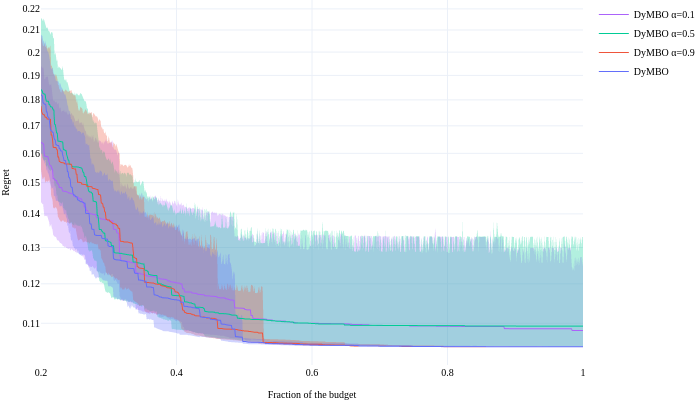 0.22
0.21
0.2
0.19
0.18
0.17
0.16
0.15
0.14
0.13
0.12
0.11
Regret
0.2 0.4 0.6 0.8 1
Fraction of the budget
DyMBO α=0.1
DyMBO α=0.5
DyMBO α=0.9
DyMBO